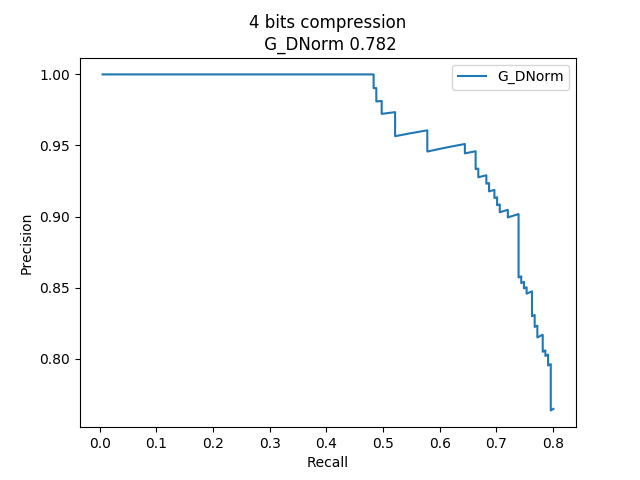 4 bits compression
G_DNorm 0.782
G_DNorm
1.00
0.95
0.90
0.85
0.80
Precision
0.0 0.1 0.2 0.3 0.4 0.5 0.6 0.7 0.8
Recall